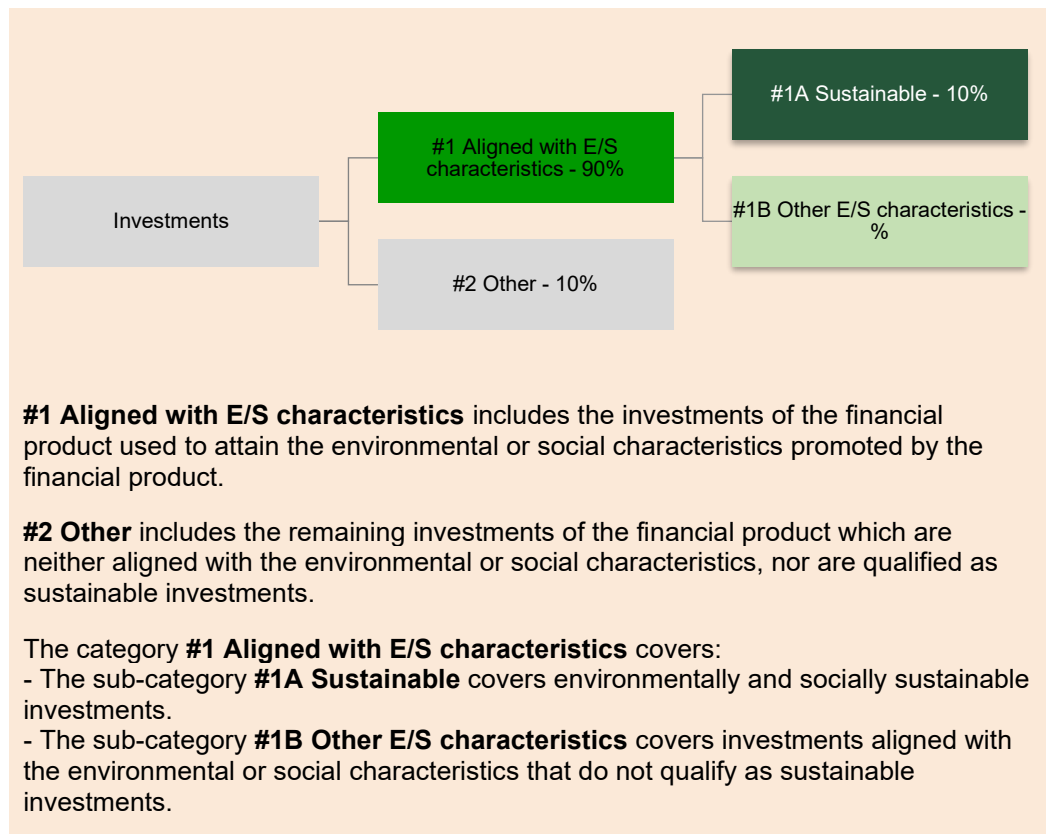 #1A Sustainable - 10%
#1 Aligned with E/S
characteristics - 90%
Investments
#1B Other E/S characteristics -
%
#2 Other - 10%
#1 Aligned with E/S characteristics includes the investments of the financial
product used to attain the environmental or social characteristics promoted by the
financial product.
#2 Other includes the remaining investments of the financial product which are
neither aligned with the environmental or social characteristics, nor are qualified as
sustainable investments.
The category #1 Aligned with E/S characteristics covers:
- The sub-category #1A Sustainable covers environmentally and socially sustainable
investments.
- The sub-category #1B Other E/S characteristics covers investments aligned with
the environmental or social characteristics that do not qualify as sustainable
investments.